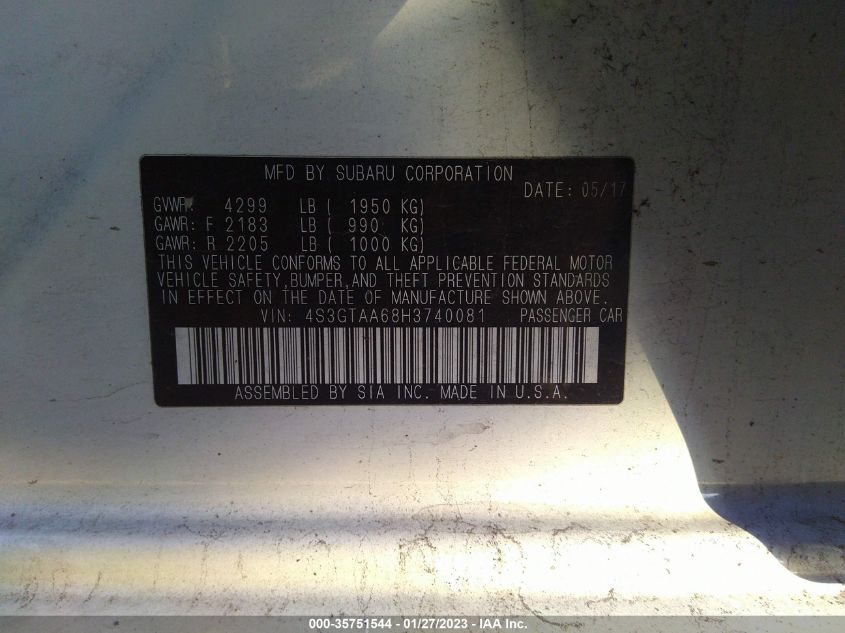 MFD BY SUBARU CORPORATION
DATE: 05/17
GVWR: 4299 LB ( 1950 KG)
GAWR: F 2183 LB ( 990 KG)
GAWR: R 2205 LB ( 1000 KG)
THIS VEHICLE CONFORMS TO ALL APPLICABLE FEDERAL MOTOR
VEHICLE SAFETY,BUMPER,AND THEFT PREVENTION STANDARDS
IN EFFECT ON THE DATE OF MANUFACTURE SHOWN ABOVE.
VIN: 4S3GTAA68H3740081 PASSENGER CAR
ASSEMBLED BY SIA INC. MADE IN U.S.A.
000-35751544 - 01/27/2023 - IAA Inc.